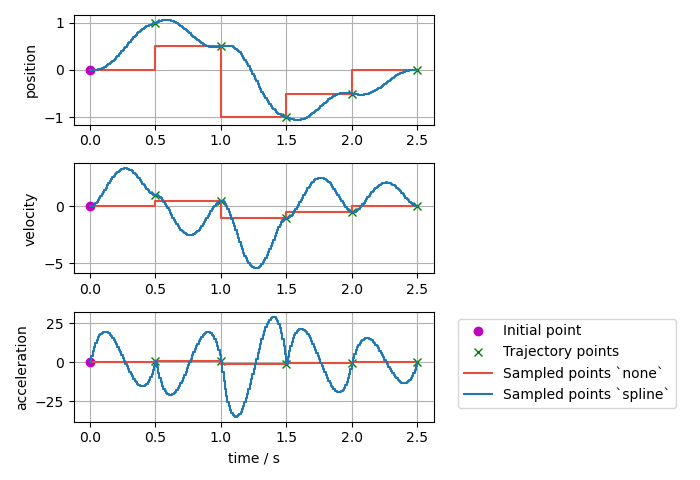 position
1
0
−1
0.0 0.5 1.0 1.5 2.0 2.5
velocity
0
−5
0.0 0.5 1.0 1.5 2.0 2.5
acceleration
25
0
−25
0.0 0.5 1.0 1.5 2.0 2.5
time / s
Initial point
Trajectory points
Sampled points `none`
Sampled points `spline`